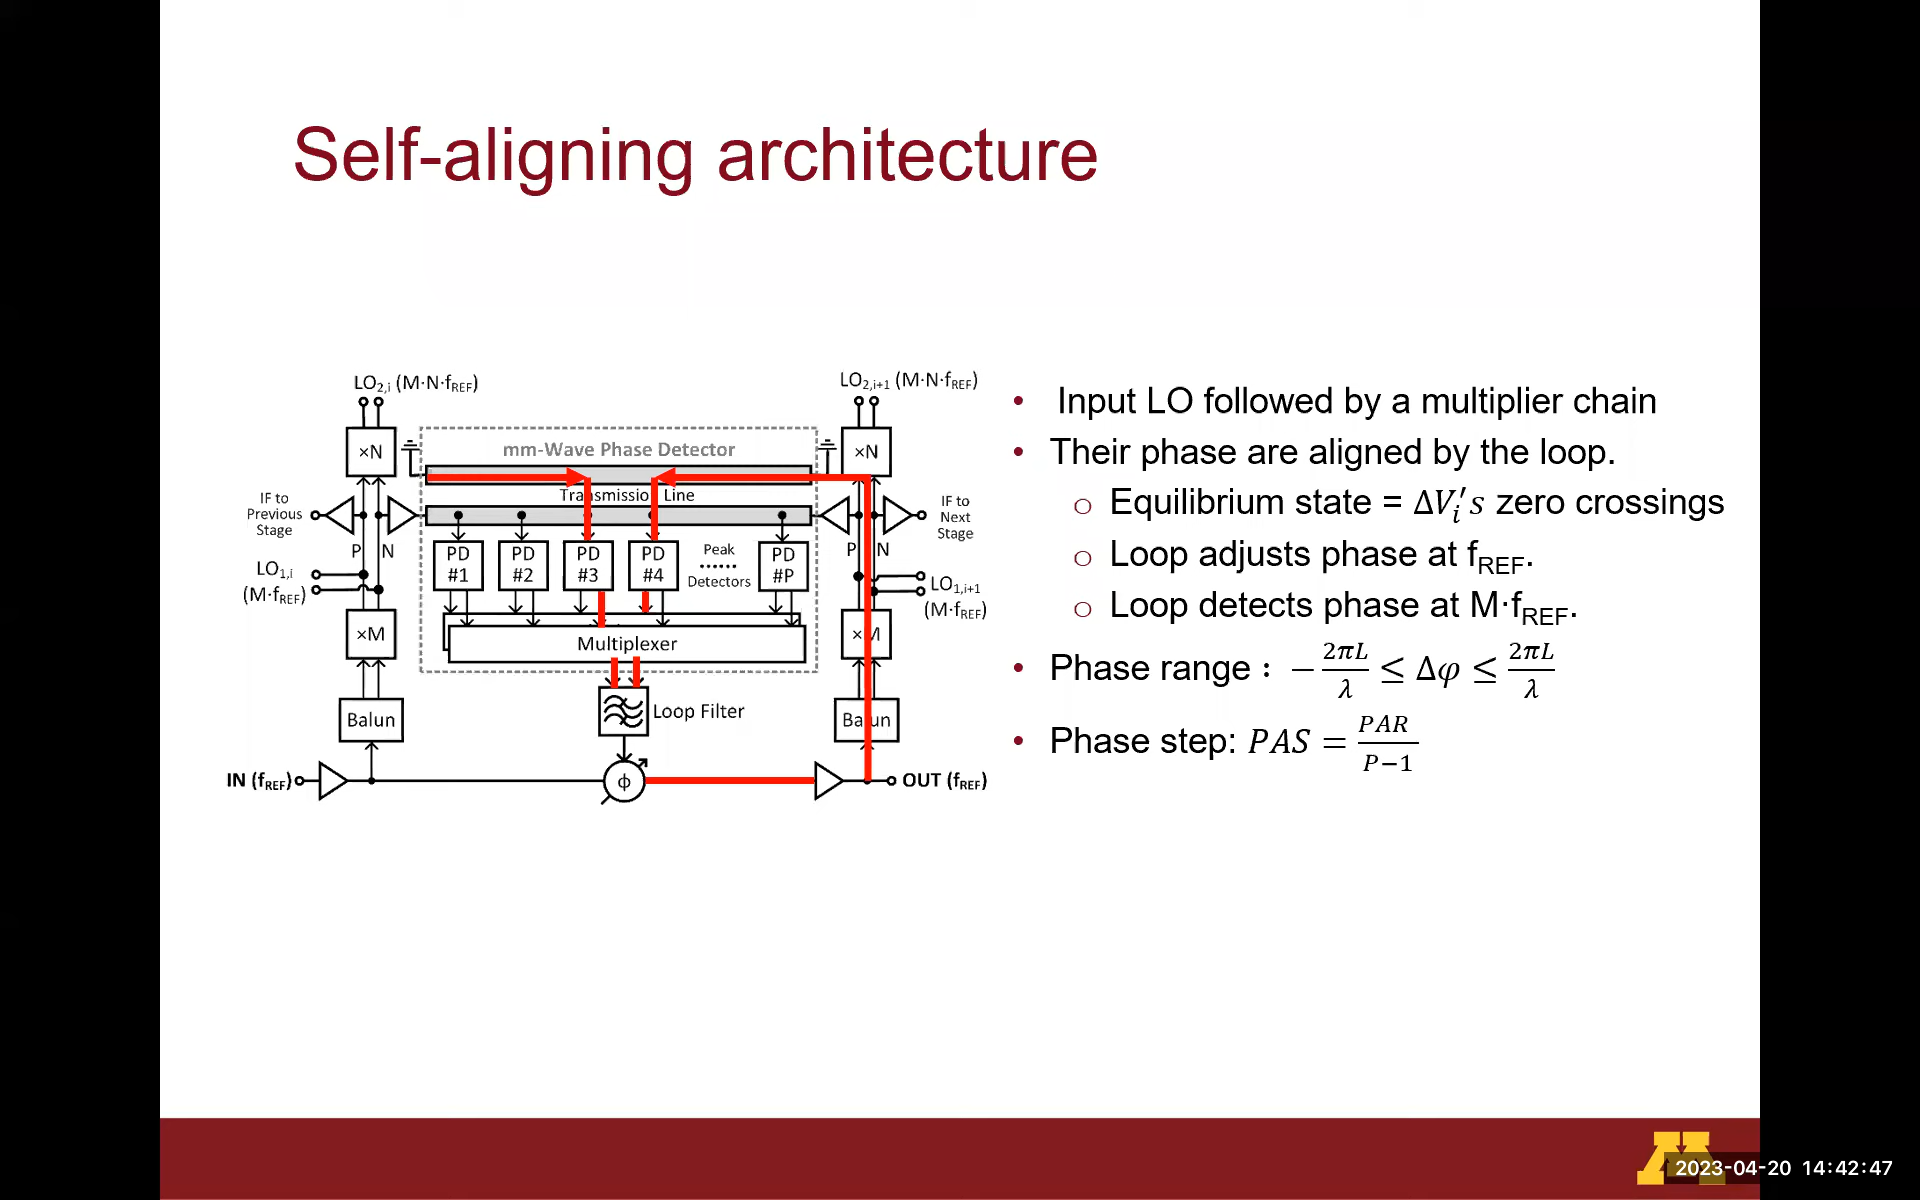 Self-aligning architecture
LO2,i (M·N·fREF)
LO2,i+1 (M·N·fREF)
×N
mm-Wave Phase Detector
×N
Transmission Line
IF to
Previous
Stage
IF to
Next
Stage
P N
P N
PD
#1
PD
#2
PD
#3
PD
#4
Peak
......
Detectors
PD
#P
LO1,i
(M·fREF)
LO1,i+1
(M·fREF)
×M
Multiplexer
×M
Balun
Loop Filter
Balun
IN (fREF)
ϕ
OUT (fREF)
• Input LO followed by a multiplier chain
• Their phase are aligned by the loop.
o Equilibrium state = ΔVi′s zero crossings
o Loop adjusts phase at fREF.
o Loop detects phase at M·fREF.
• Phase range : −2πL/λ ≤ Δφ ≤ 2πL/λ
• Phase step: PAS = PAR/P−1
M
2023-04-20 14:42:47